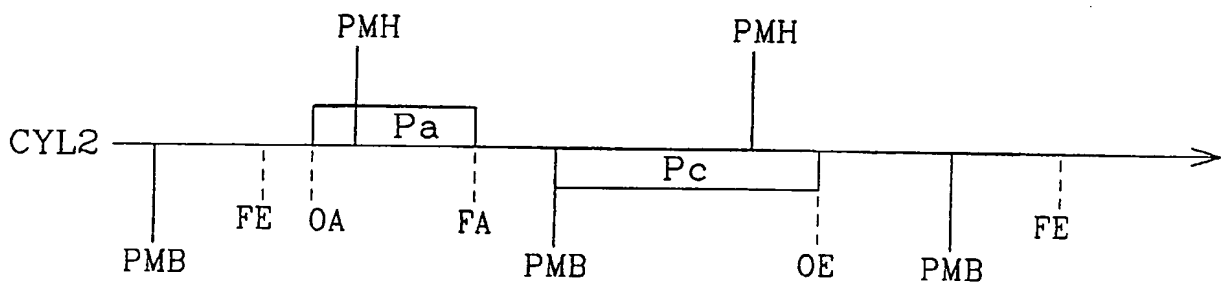 PMH PMH
CYL2 Pa Pc
FE OA FA FE
PMB PMB OE PMB